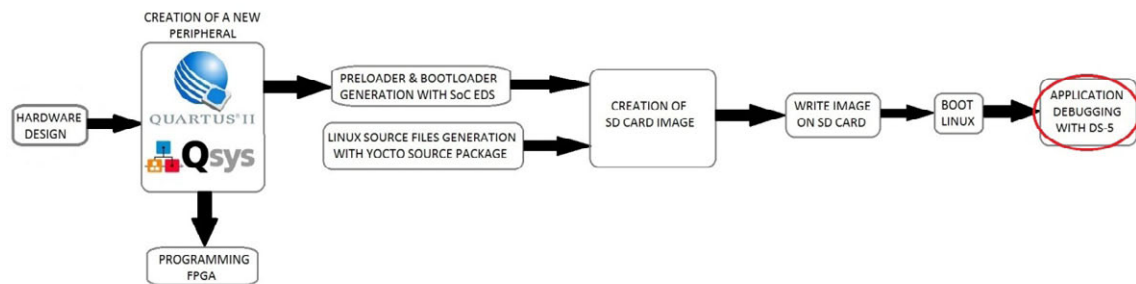 CREATION OF A NEW
PERIPHERAL
QUARTUS® II
Qsys
HARDWARE
DESIGN
PROGRAMMING
FPGA
PRELOADER & BOOTLOADER
GENERATION WITH SoC EDS
LINUX SOURCE FILES GENERATION
WITH YOCTO SOURCE PACKAGE
CREATION OF
SD CARD IMAGE
WRITE IMAGE
ON SD CARD
BOOT
LINUX
APPLICATION
DEBUGGING
WITH DS-5